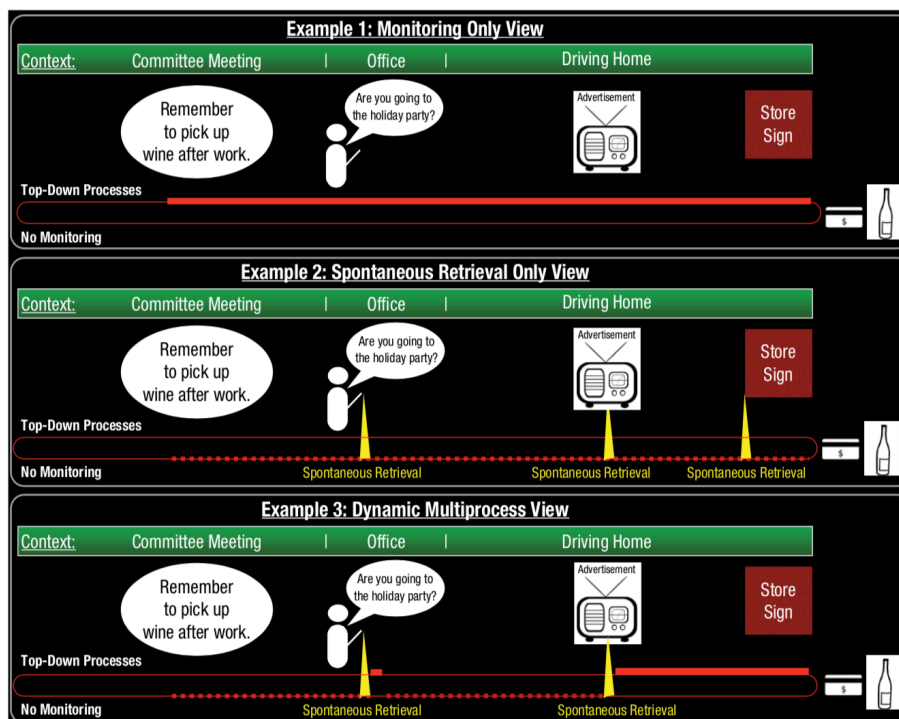 Example 1: Monitoring Only View
Context: Committee Meeting | Office | Driving Home
Remember
to pick up
wine after work.
Are you going to
the holiday party?
Advertisement
Store
Sign
Top-Down Processes
$
No Monitoring
Example 2: Spontaneous Retrieval Only View
Context: Committee Meeting | Office | Driving Home
Remember
to pick up
wine after work.
Are you going to
the holiday party?
Advertisement
Store
Sign
Top-Down Processes
$
No Monitoring
Spontaneous Retrieval
Spontaneous Retrieval
Spontaneous Retrieval
Example 3: Dynamic Multiprocess View
Context: Committee Meeting | Office | Driving Home
Remember
to pick up
wine after work.
Are you going to
the holiday party?
Advertisement
Store
Sign
Top-Down Processes
$
No Monitoring
Spontaneous Retrieval
Spontaneous Retrieval